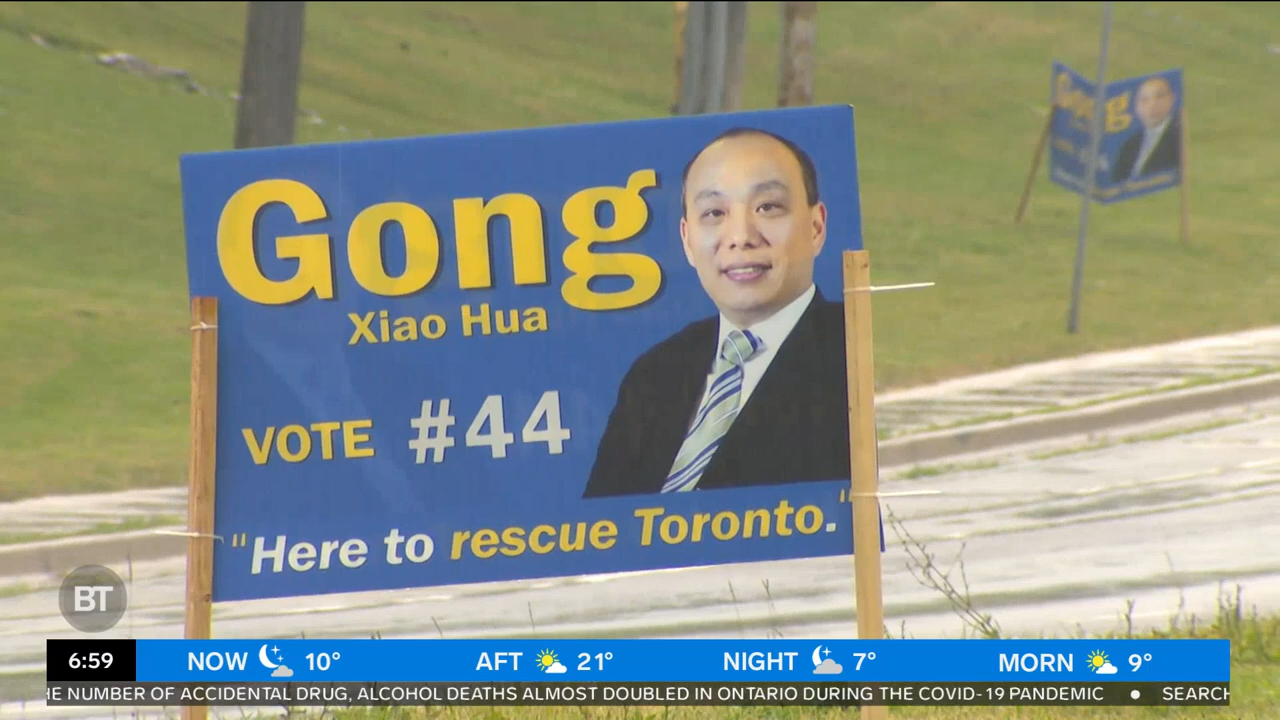 Gong
Xiao Hua
VOTE #44
"Here to rescue Toronto."
Gong
BT
6:59 NOW 10° AFT 21° NIGHT 7° MORN 9°
NUMBER OF ACCIDENTAL DRUG, ALCOHOL DEATHS ALMOST DOUBLED IN ONTARIO DURING THE COVID-19 PANDEMIC • SEARCH